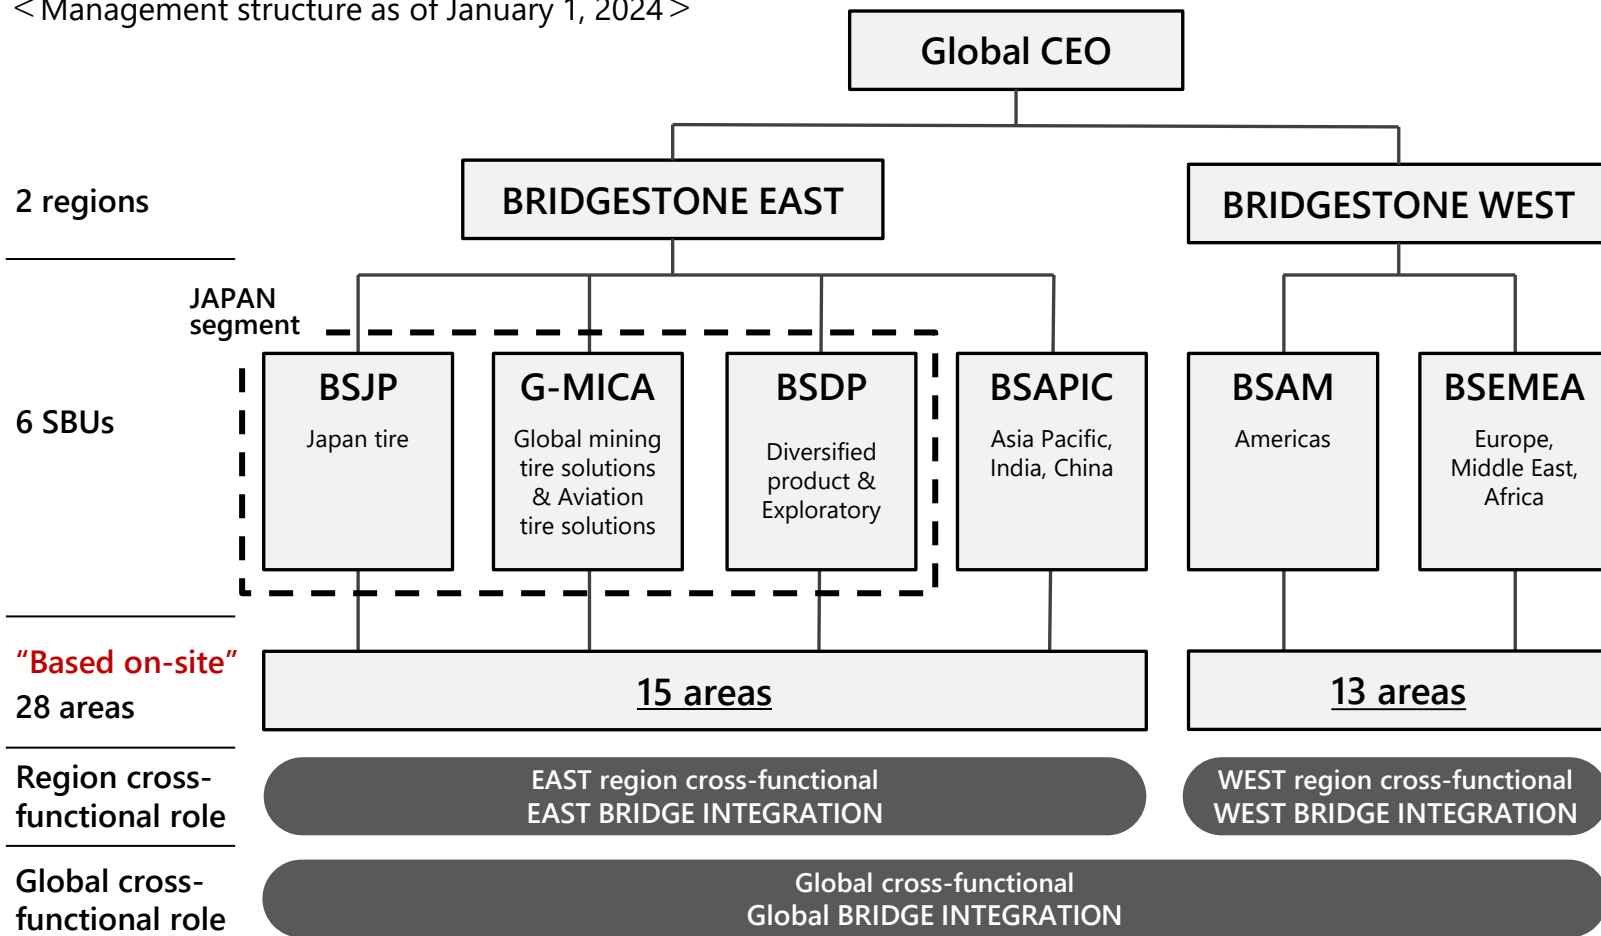 ＜Management structure as of January 1, 2024＞
Global CEO
2 regions
BRIDGESTONE EAST
BRIDGESTONE WEST
JAPAN
segment
6 SBUs
BSJP
Japan tire
G-MICA
Global mining
tire solutions
& Aviation
tire solutions
BSDP
Diversified
product &
Exploratory
BSAPIC
Asia Pacific,
India, China
BSAM
Americas
BSEMEA
Europe,
Middle East,
Africa
“Based on-site”
28 areas
15 areas
13 areas
Region cross-
functional role
EAST region cross-functional
EAST BRIDGE INTEGRATION
WEST region cross-functional
WEST BRIDGE INTEGRATION
Global cross-
functional role
Global cross-functional
Global BRIDGE INTEGRATION